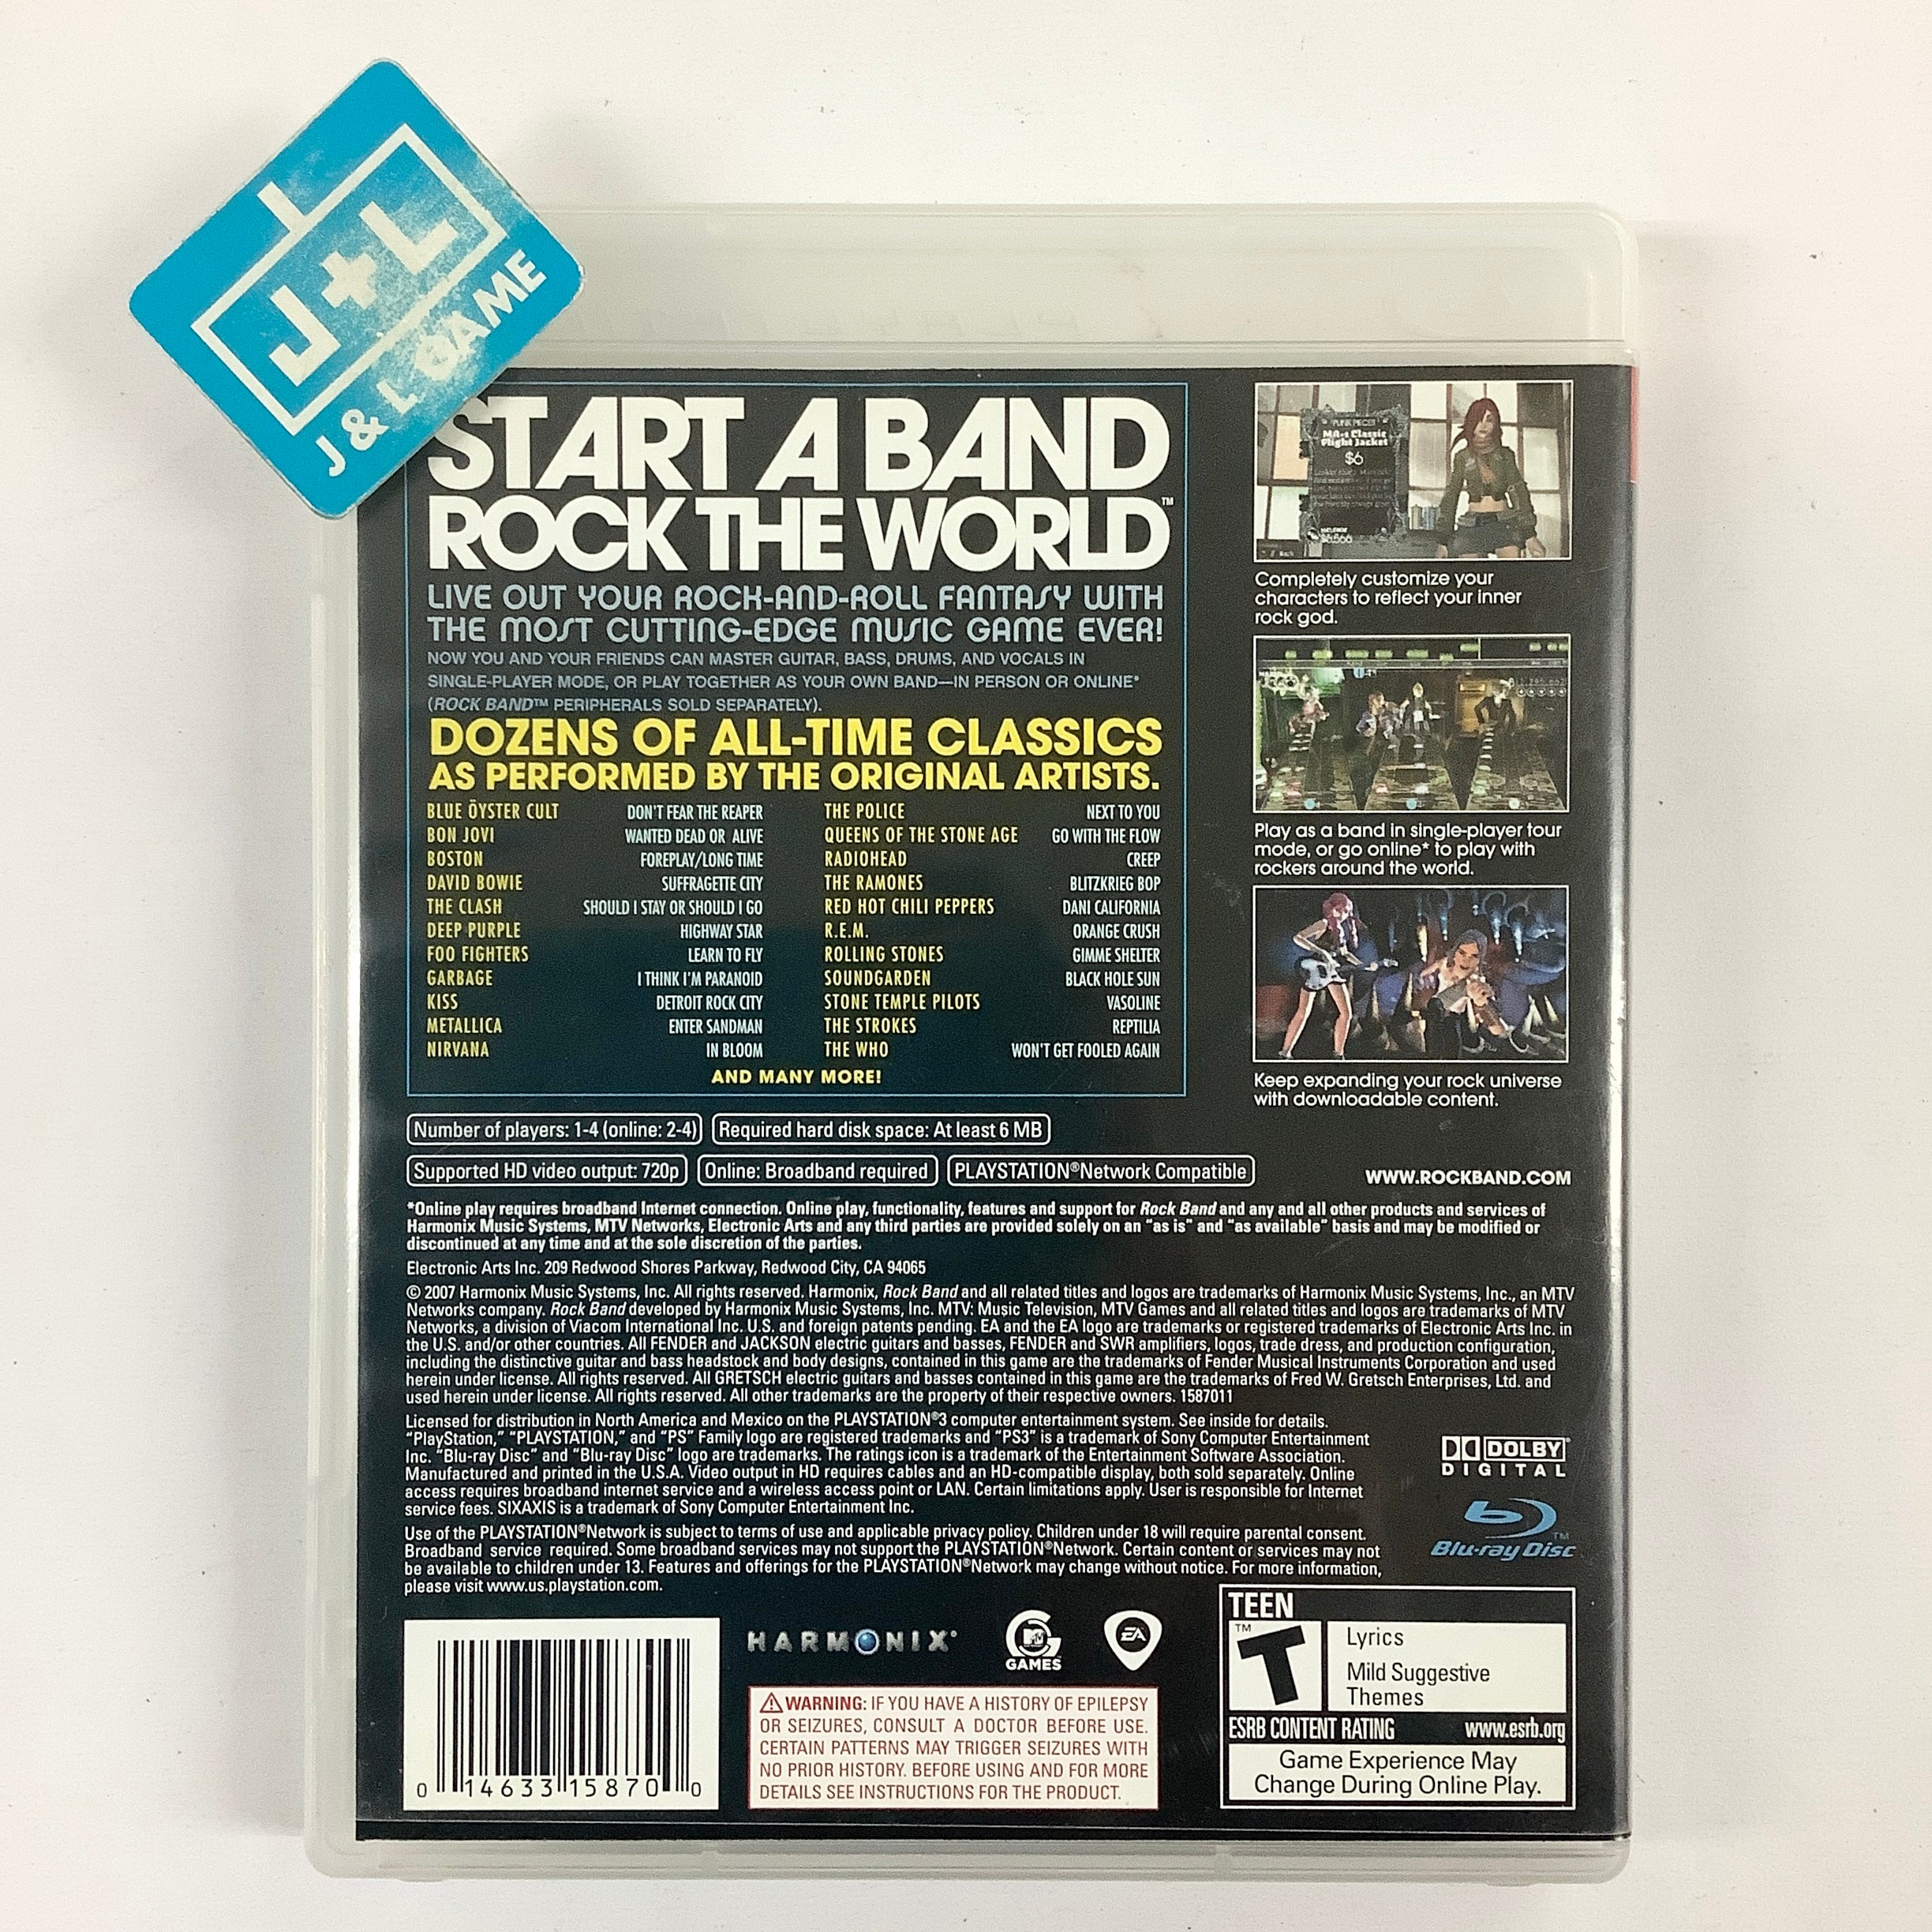 J+L
J & L GAME
START A BAND
ROCK THE WORLD™
LIVE OUT YOUR ROCK-AND-ROLL FANTASY WITH
THE MOST CUTTING-EDGE MUSIC GAME EVER!
NOW YOU AND YOUR FRIENDS CAN MASTER GUITAR, BASS, DRUMS, AND VOCALS IN
SINGLE-PLAYER MODE, OR PLAY TOGETHER AS YOUR OWN BAND—IN PERSON OR ONLINE*
(ROCK BAND™ PERIPHERALS SOLD SEPARATELY).
DOZENS OF ALL-TIME CLASSICS
AS PERFORMED BY THE ORIGINAL ARTISTS.
BLUE ÖYSTER CULT DON'T FEAR THE REAPER THE POLICE NEXT TO YOU
BON JOVI WANTED DEAD OR ALIVE QUEENS OF THE STONE AGE GO WITH THE FLOW
BOSTON FOREPLAY/LONG TIME RADIOHEAD CREEP
DAVID BOWIE SUFFRAGETTE CITY THE RAMONES BLITZKRIEG BOP
THE CLASH SHOULD I STAY OR SHOULD I GO RED HOT CHILI PEPPERS DANI CALIFORNIA
DEEP PURPLE HIGHWAY STAR R.E.M. ORANGE CRUSH
FOO FIGHTERS LEARN TO FLY ROLLING STONES GIMME SHELTER
GARBAGE I THINK I'M PARANOID SOUNDGARDEN BLACK HOLE SUN
KISS DETROIT ROCK CITY STONE TEMPLE PILOTS VASOLINE
METALLICA ENTER SANDMAN THE STROKES REPTILIA
NIRVANA IN BLOOM THE WHO WON'T GET FOOLED AGAIN
AND MANY MORE!
PUNK PIECES
MA-1 Classic
Flight Jacket
$6
Completely customize your
characters to reflect your inner
rock god.
Play as a band in single-player tour
mode, or go online* to play with
rockers around the world.
Keep expanding your rock universe
with downloadable content.
Number of players: 1-4 (online: 2-4) Required hard disk space: At least 6 MB
Supported HD video output: 720p Online: Broadband required PLAYSTATION®Network Compatible
WWW.ROCKBAND.COM
*Online play requires broadband Internet connection. Online play, functionality, features and support for Rock Band and any and all other products and services of
Harmonix Music Systems, MTV Networks, Electronic Arts and any third parties are provided solely on an "as is" and "as available" basis and may be modified or
discontinued at any time and at the sole discretion of the parties.
Electronic Arts Inc. 209 Redwood Shores Parkway, Redwood City, CA 94065
© 2007 Harmonix Music Systems, Inc. All rights reserved. Harmonix, Rock Band and all related titles and logos are trademarks of Harmonix Music Systems, Inc., an MTV
Networks company. Rock Band developed by Harmonix Music Systems, Inc. MTV: Music Television, MTV Games and all related titles and logos are trademarks of MTV
Networks, a division of Viacom International Inc. U.S. and foreign patents pending. EA and the EA logo are trademarks or registered trademarks of Electronic Arts Inc. in
the U.S. and/or other countries. All FENDER and JACKSON electric guitars and basses, FENDER and SWR amplifiers, logos, trade dress, and production configuration,
including the distinctive guitar and bass headstock and body designs, contained in this game are the trademarks of Fender Musical Instruments Corporation and used
herein under license. All rights reserved. All GRETSCH electric guitars and basses contained in this game are the trademarks of Fred W. Gretsch Enterprises, Ltd. and
used herein under license. All rights reserved. All other trademarks are the property of their respective owners. 1587011
Licensed for distribution in North America and Mexico on the PLAYSTATION®3 computer entertainment system. See inside for details.
"PlayStation," "PLAYSTATION," and "PS" Family logo are registered trademarks and "PS3" is a trademark of Sony Computer Entertainment
Inc. "Blu-ray Disc" and "Blu-ray Disc" logo are trademarks. The ratings icon is a trademark of the Entertainment Software Association.
Manufactured and printed in the U.S.A. Video output in HD requires cables and an HD-compatible display, both sold separately. Online
access requires broadband internet service and a wireless access point or LAN. Certain limitations apply. User is responsible for Internet
service fees. SIXAXIS is a trademark of Sony Computer Entertainment Inc.
Use of the PLAYSTATION®Network is subject to terms of use and applicable privacy policy. Children under 18 will require parental consent.
Broadband service required. Some broadband services may not support the PLAYSTATION®Network. Certain content or services may not
be available to children under 13. Features and offerings for the PLAYSTATION®Network may change without notice. For more information,
please visit www.us.playstation.com.
DOLBY®
DIGITAL
Blu-ray Disc™
0 14633 15870 0
HARMONIX®
MTV
GAMES
EA
WARNING: IF YOU HAVE A HISTORY OF EPILEPSY
OR SEIZURES, CONSULT A DOCTOR BEFORE USE.
CERTAIN PATTERNS MAY TRIGGER SEIZURES WITH
NO PRIOR HISTORY. BEFORE USING AND FOR MORE
DETAILS SEE INSTRUCTIONS FOR THE PRODUCT.
TEEN
T™
Lyrics
Mild Suggestive
Themes
ESRB CONTENT RATING www.esrb.org
Game Experience May
Change During Online Play.